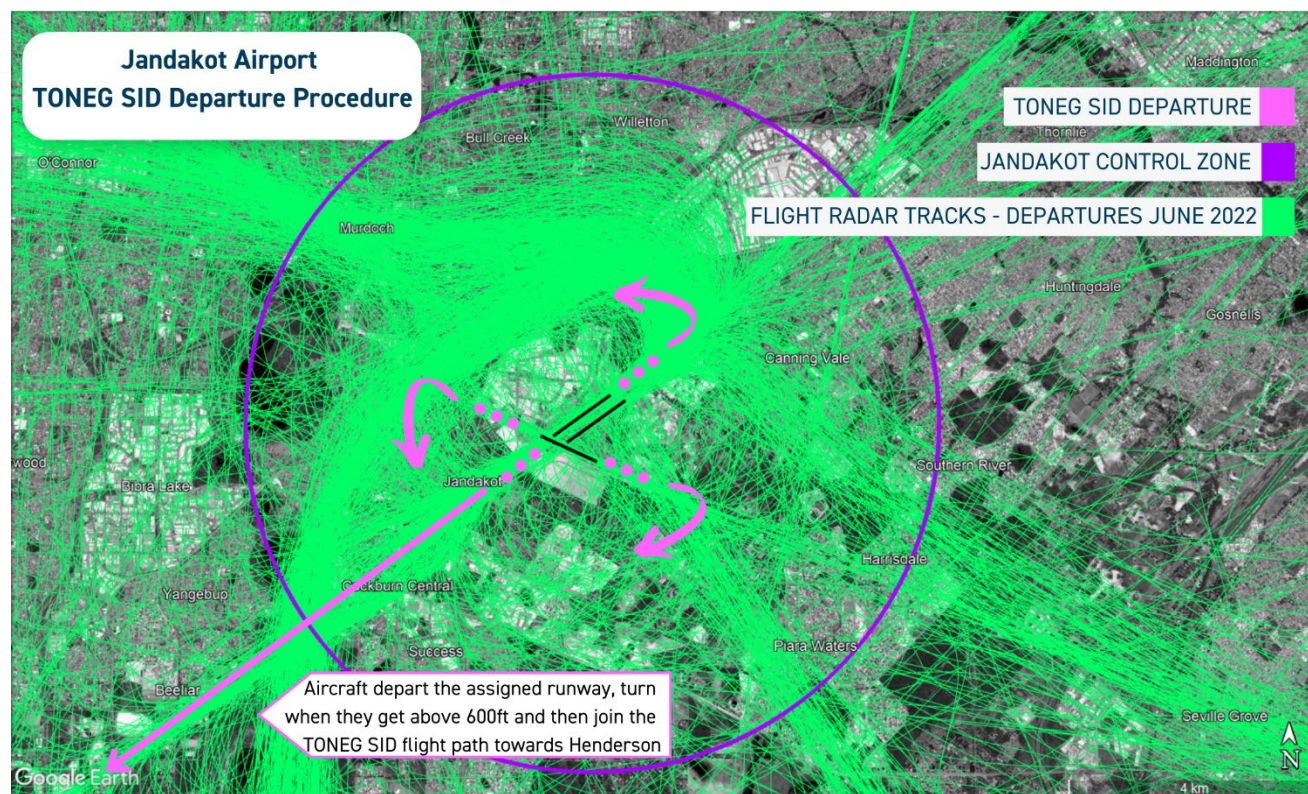 Jandakot Airport
TONEG SID Departure Procedure
TONEG SID DEPARTURE
JANDAKOT CONTROL ZONE
FLIGHT RADAR TRACKS - DEPARTURES JUNE 2022
Maddington
Willetton
Bull Creek
Thornlie
O'Connor
Murdoch
Huntingdale
Gosnells
Canning Vale
wood
Bibra Lake
Jandakot
Southern River
Harrisdale
Yangebup
Cockburn Central
Success
Piara Waters
Beeliar
Seville Grove
Aircraft depart the assigned runway, turn
when they get above 600ft and then join the
TONEG SID flight path towards Henderson
Google Earth
N
4 km